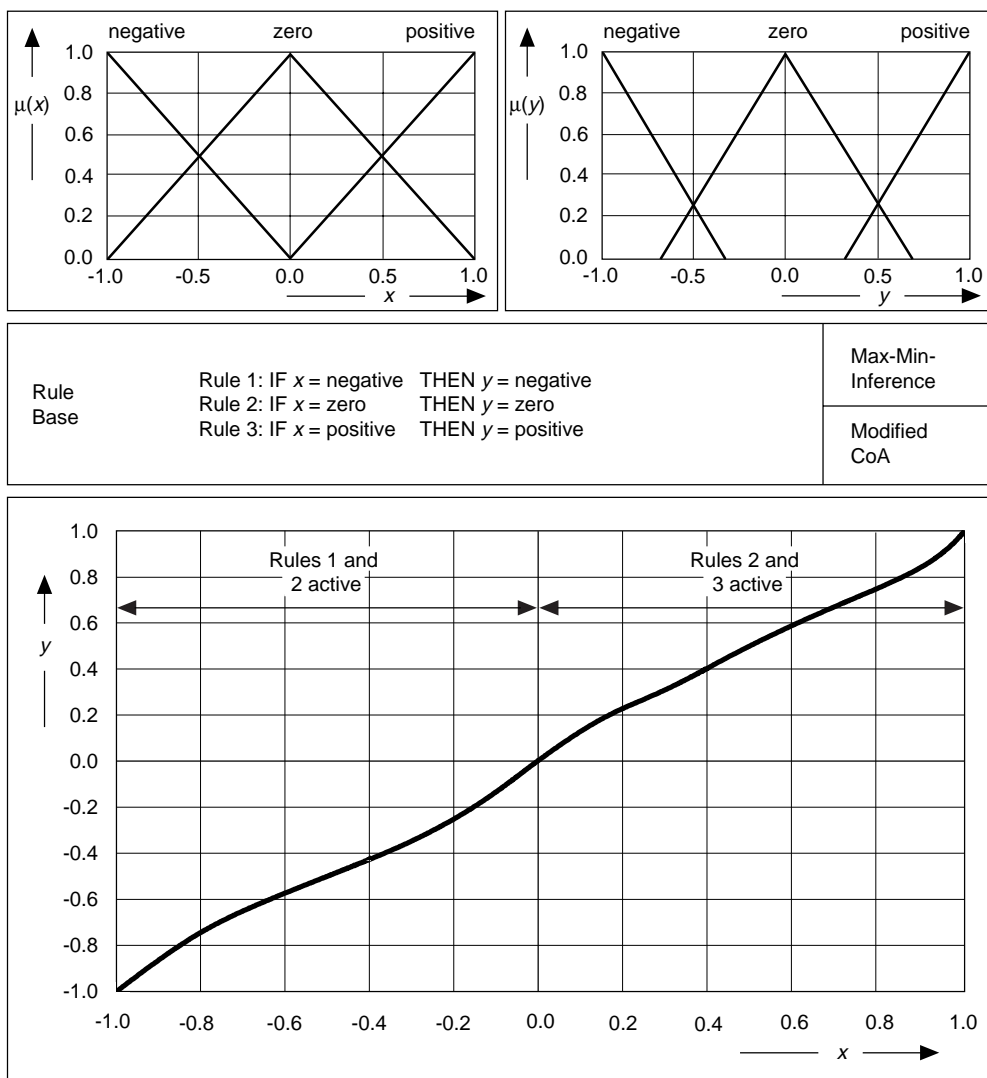 negative zero positive
1.0
0.8
μ(x)
0.6
0.4
0.2
0.0
-1.0 -0.5 0.0 0.5 1.0
x
negative zero positive
1.0
0.8
μ(y)
0.6
0.4
0.2
0.0
-1.0 -0.5 0.0 0.5 1.0
y
Rule
Base
Rule 1: IF x = negative THEN y = negative
Rule 2: IF x = zero THEN y = zero
Rule 3: IF x = positive THEN y = positive
Max-Min-
Inference
Modified
CoA
1.0
0.8
0.6
y
0.4
0.2
0.0
-0.2
-0.4
-0.6
-0.8
-1.0
Rules 1 and
2 active
Rules 2 and
3 active
-1.0 -0.8 -0.6 -0.4 -0.2 0.0 0.2 0.4 0.6 0.8 1.0
x